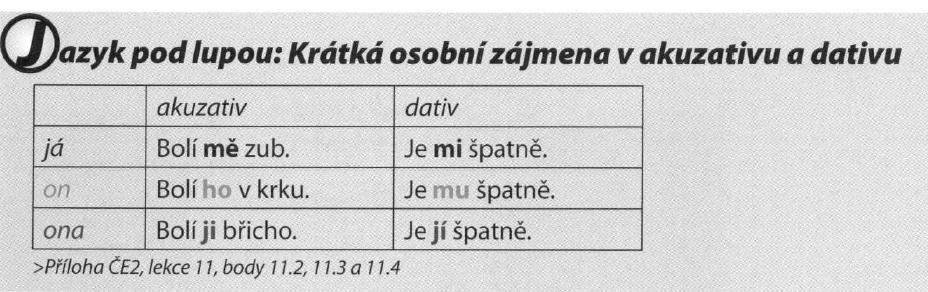 Jazyk pod lupou: Krátká osobní zájmena v akuzativu a dativu
akuzativ dativ
já Bolí mě zub. Je mi špatně.
on Bolí ho v krku. Je mu špatně.
ona Bolí ji břicho. Je jí špatně.
>Příloha ČE2, lekce 11, body 11.2, 11.3 a 11.4